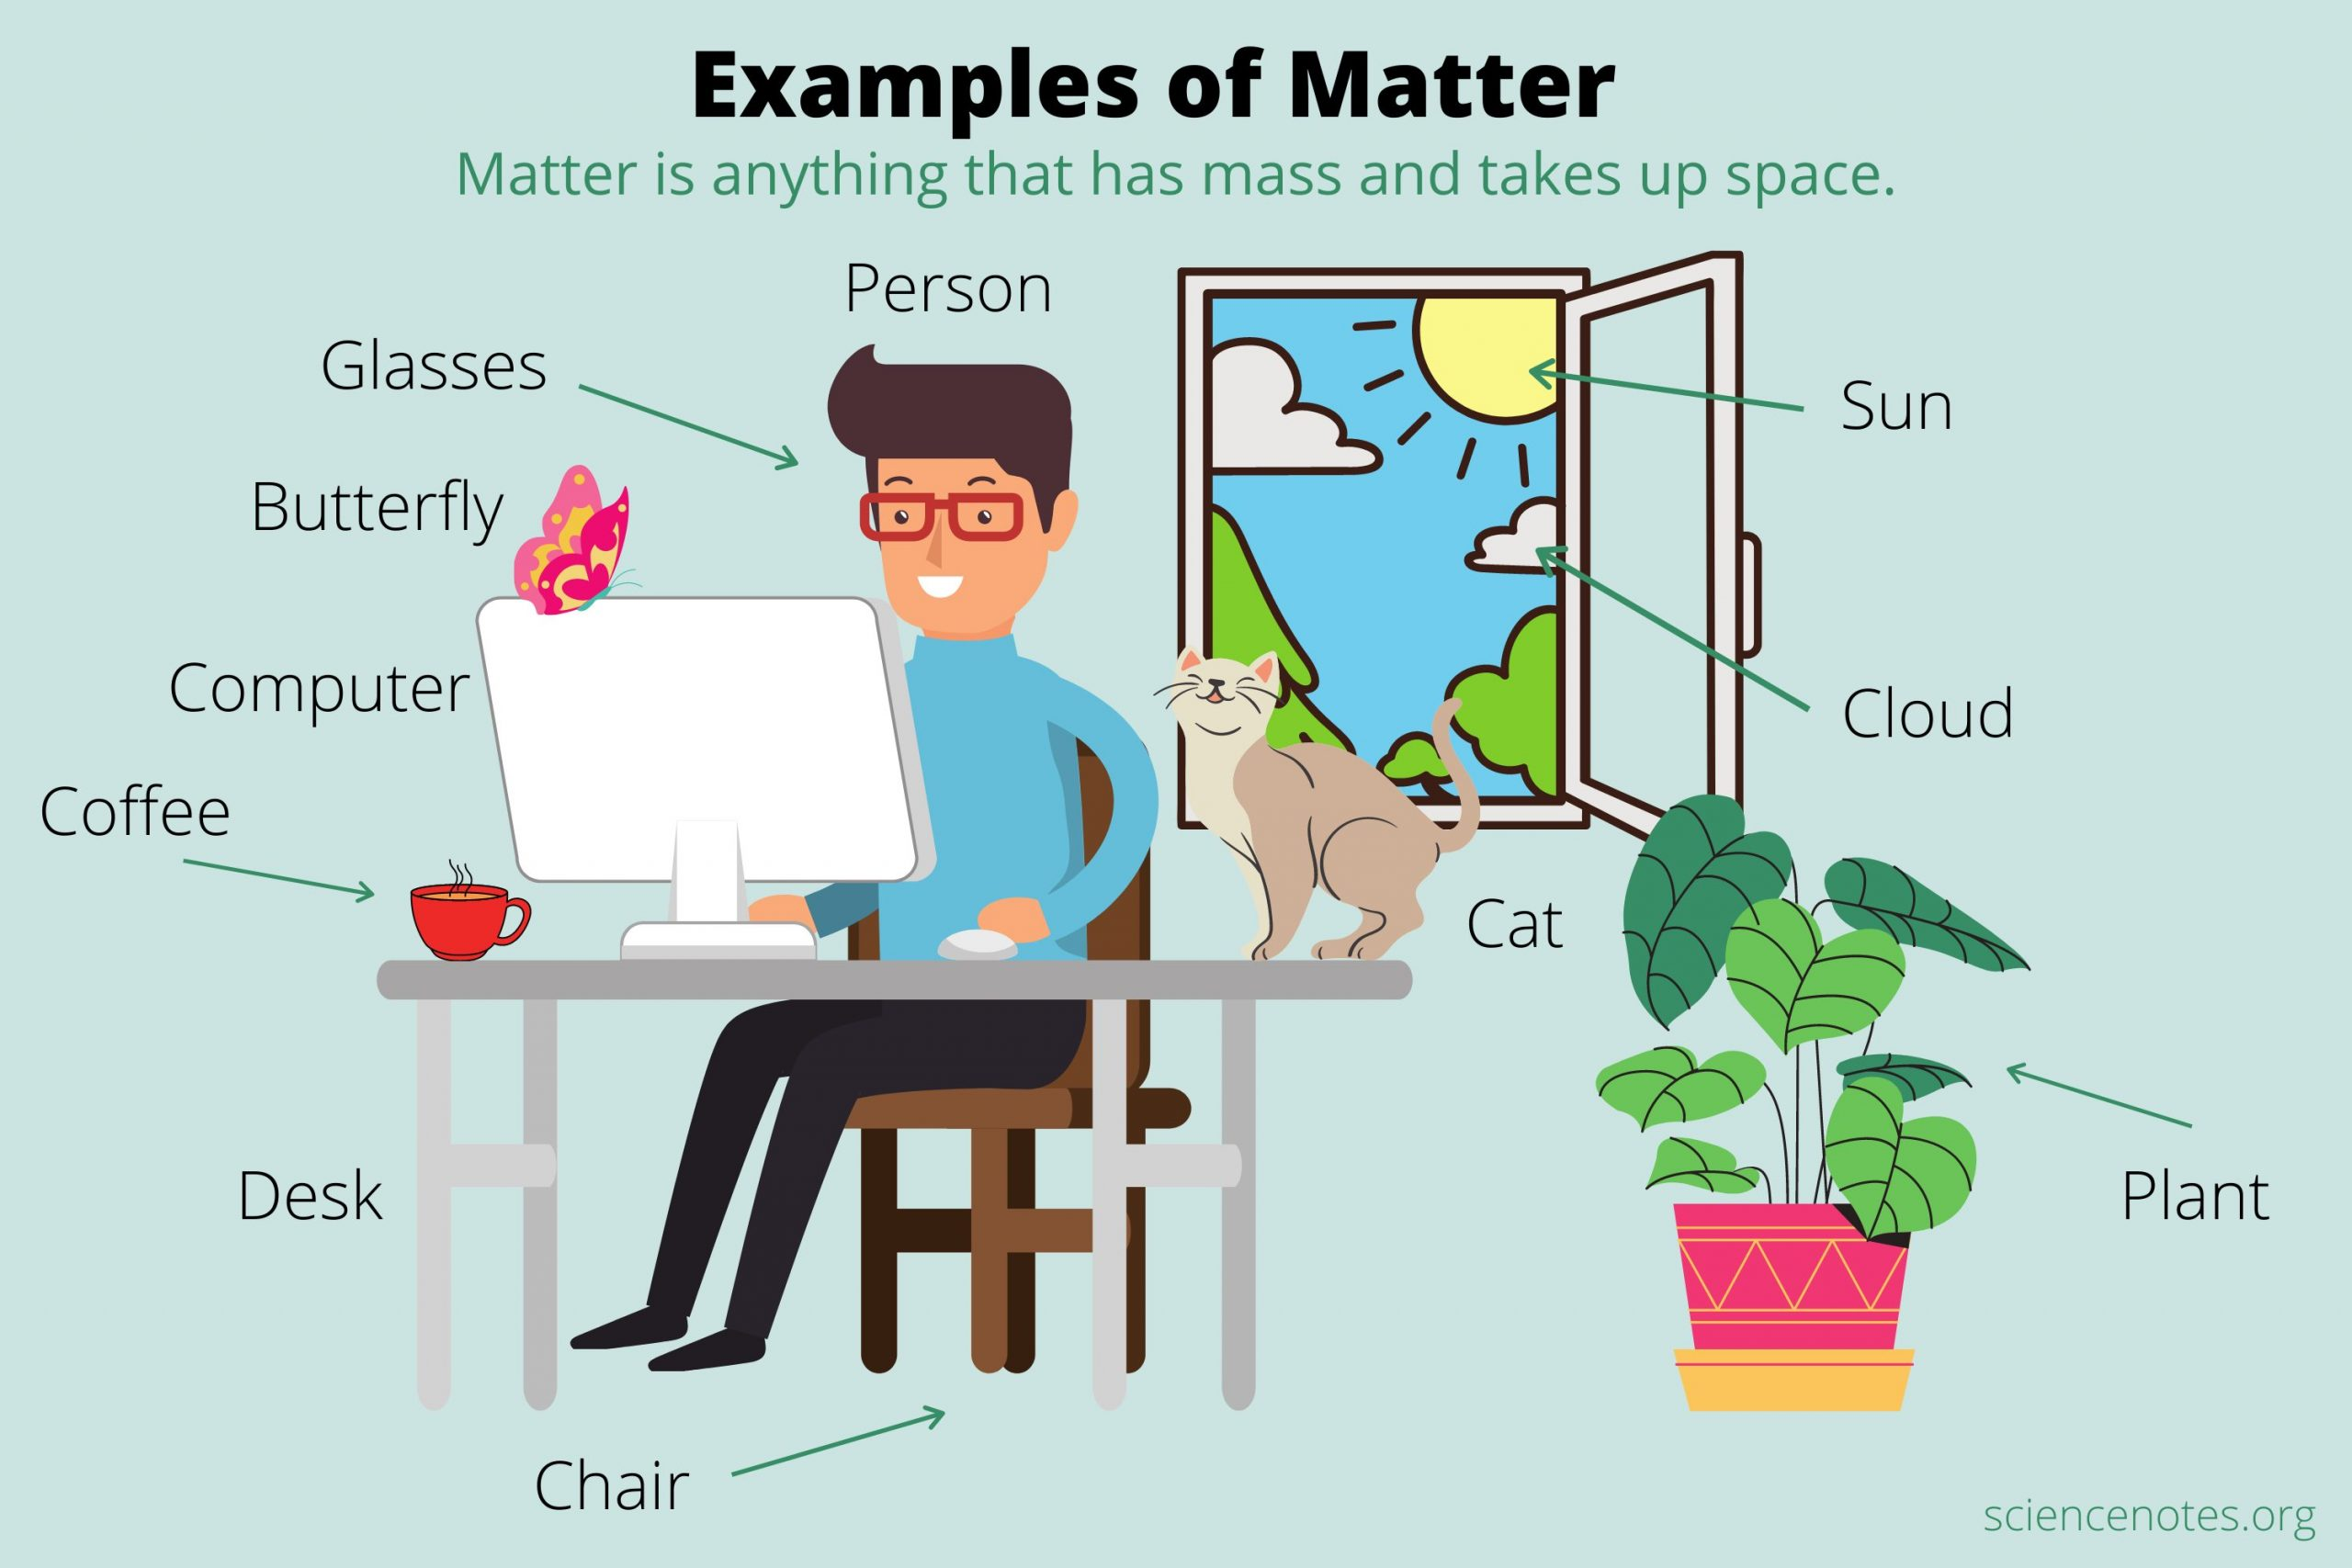 Examples of Matter
Matter is anything that has mass and takes up space.
Person
Glasses
Sun
Butterfly
Computer
Cloud
Coffee
Cat
Desk
Plant
Chair
sciencenotes.org